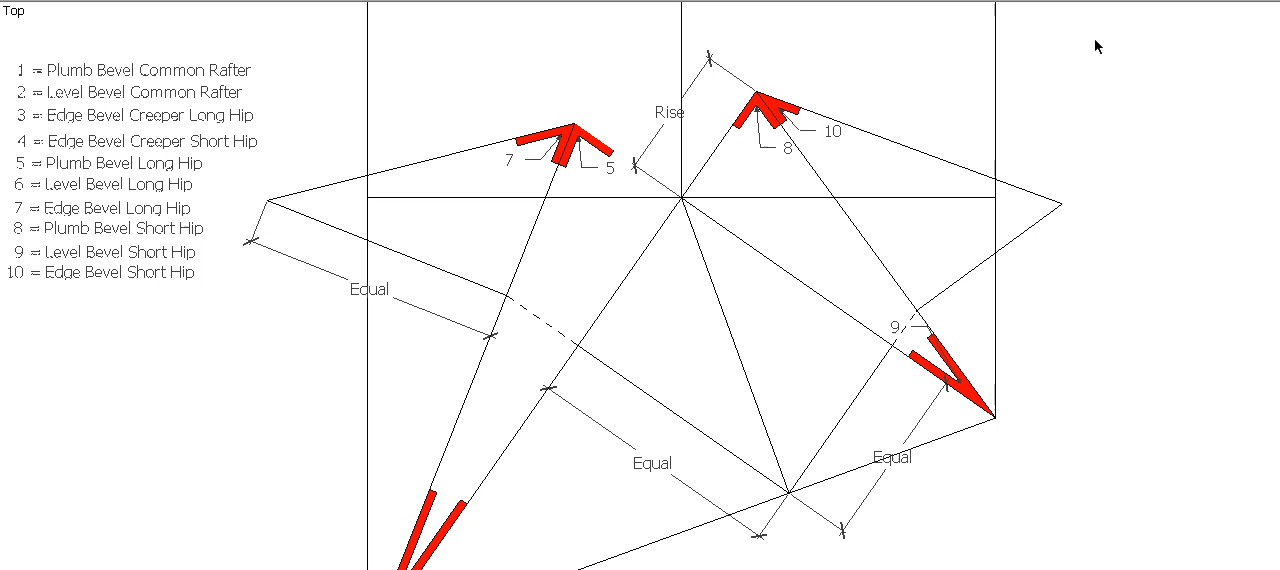 Top
1 = Plumb Bevel Common Rafter
2 = Level Bevel Common Rafter
3 = Edge Bevel Creeper Long Hip
4 = Edge Bevel Creeper Short Hip
5 = Plumb Bevel Long Hip
6 = Level Bevel Long Hip
7 = Edge Bevel Long Hip
8 = Plumb Bevel Short Hip
9 = Level Bevel Short Hip
10 = Edge Bevel Short Hip
Rise
10
8
7
5
Equal
9
Equal
Equal